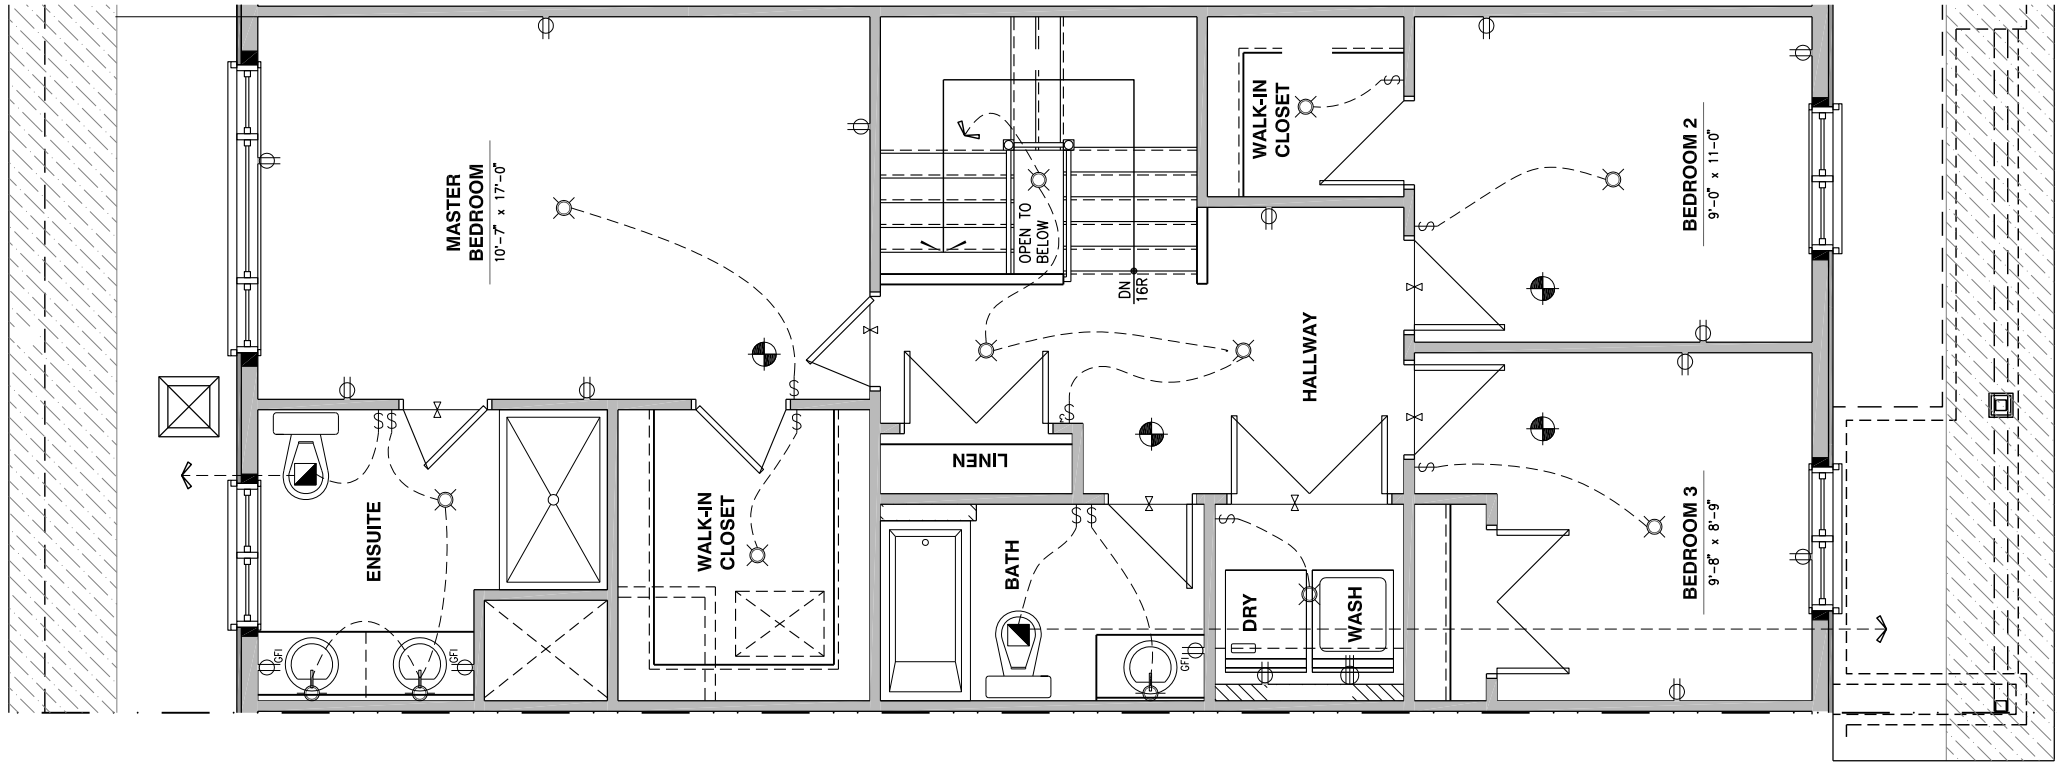 MASTER
BEDROOM
10'-7" x 17'-0"
OPEN TO
BELOW
DN
16R
WALK-IN
CLOSET
BEDROOM 2
9'-0" x 11'-0"
HALLWAY
LINEN
ENSUITE
GFI
GFI
WALK-IN
CLOSET
BATH
GFI
DRY
WASH
BEDROOM 3
9'-8" x 8'-9"
$
$
$
$
$
$
$
$
$
$
$
$
3